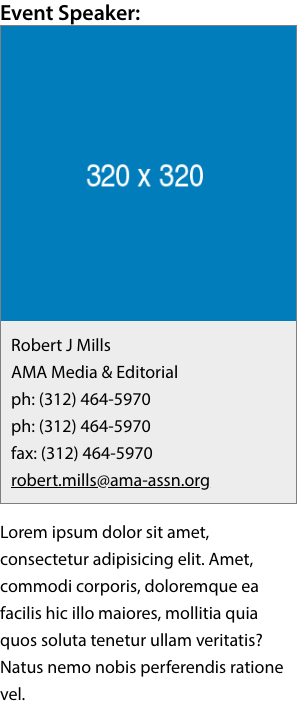 Event Speaker:
320 x 320
Robert J Mills
AMA Media & Editorial
ph: (312) 464-5970
ph: (312) 464-5970
fax: (312) 464-5970
robert.mills@ama-assn.org
Lorem ipsum dolor sit amet,
consectetur adipisicing elit. Amet,
commodi corporis, doloremque ea
facilis hic illo maiores, mollitia quia
quos soluta tenetur ullam veritatis?
Natus nemo nobis perferendis ratione
vel.